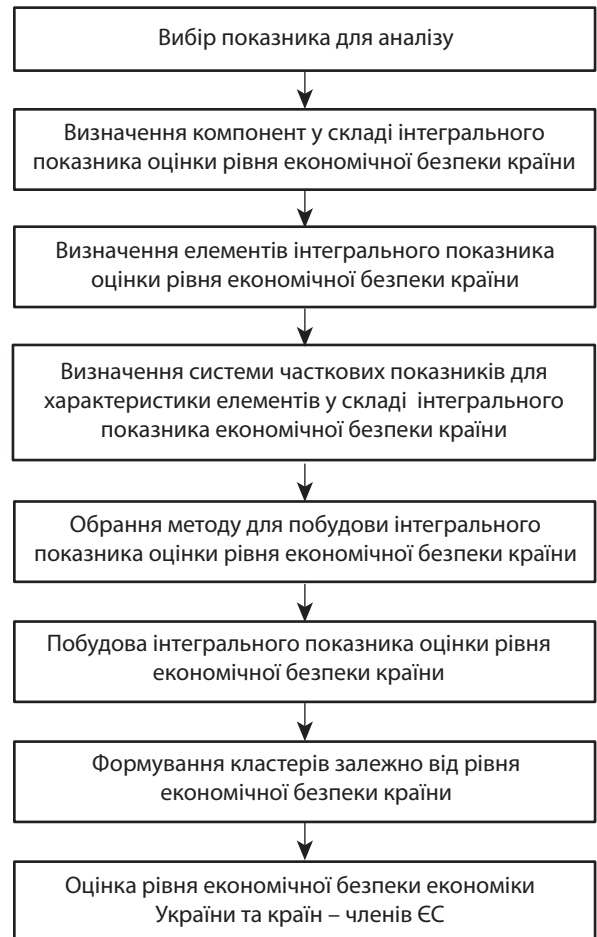 Вибір показника для аналізу
Визначення компонент у складі інтегрального
показника оцінки рівня економічної безпеки країни
Визначення елементів інтегрального показника
оцінки рівня економічної безпеки країни
Визначення системи часткових показників для
характеристики елементів у складі інтегрального
показника економічної безпеки країни
Обрання методу для побудови інтегрального
показника оцінки рівня економічної безпеки країни
Побудова інтегрального показника оцінки рівня
економічної безпеки країни
Формування кластерів залежно від рівня
економічної безпеки країни
Оцінка рівня економічної безпеки економіки
України та країн – членів ЄС